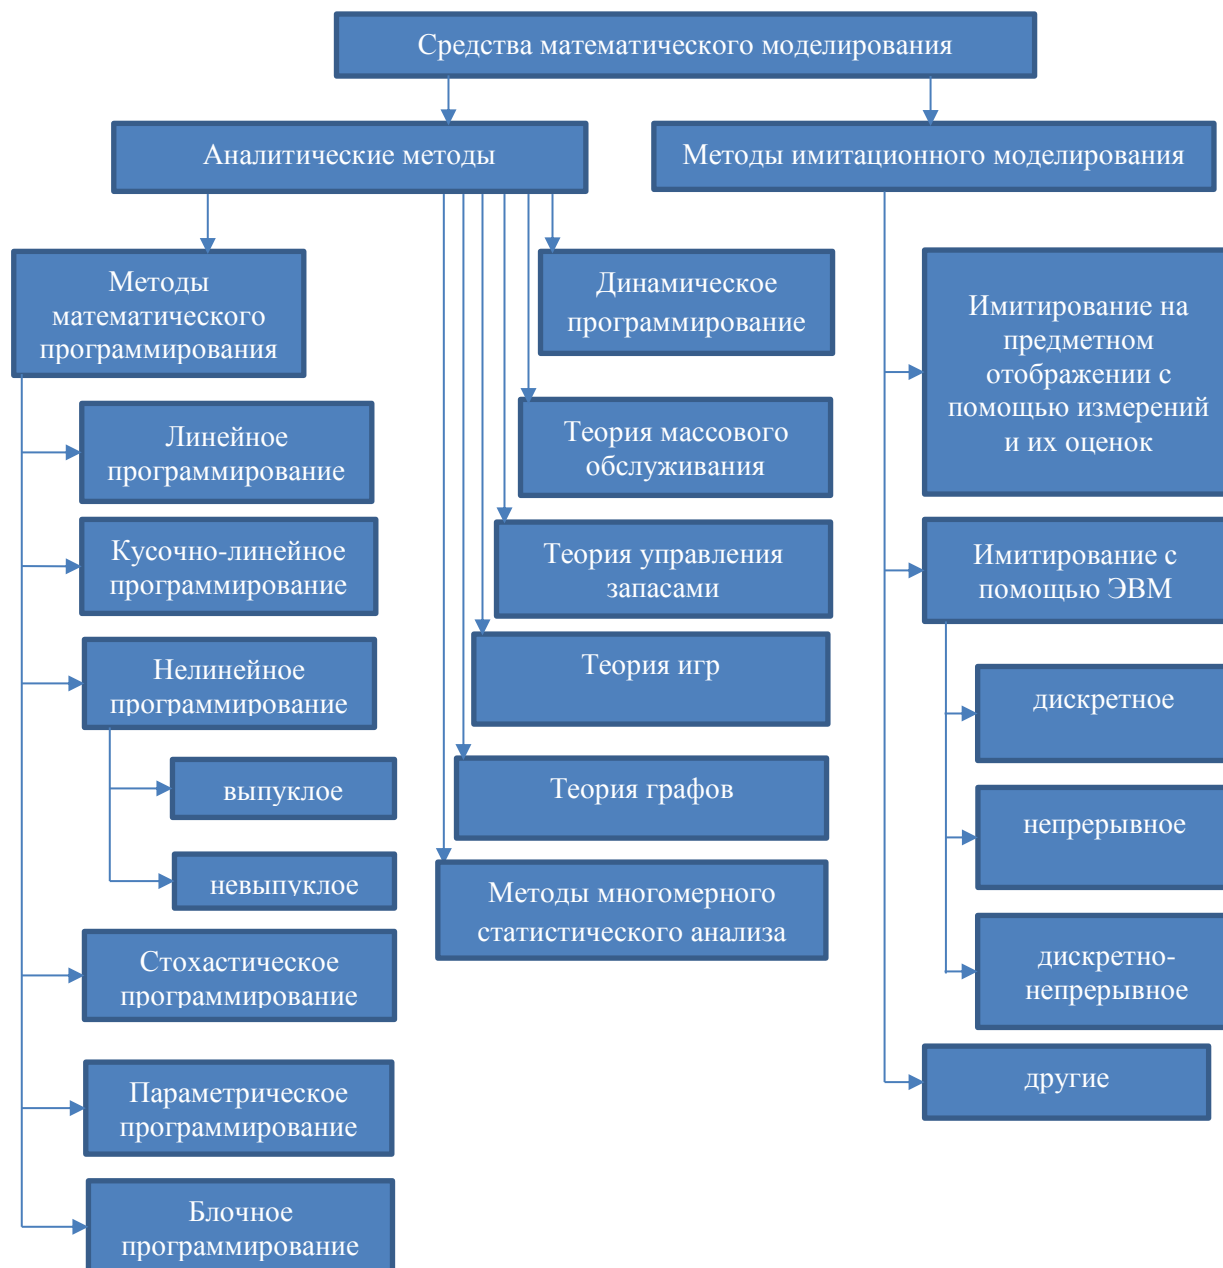 Средства математического моделирования
Аналитические методы
Методы имитационного моделирования
Методы
математического
программирования
Линейное
программирование
Кусочно-линейное
программирование
Нелинейное
программирование
выпуклое
невыпуклое
Стохастическое
программирование
Параметрическое
программирование
Блочное
программирование
Динамическое
программирование
Теория массового
обслуживания
Теория управления
запасами
Теория игр
Теория графов
Методы многомерного
статистического анализа
Имитирование на
предметном
отображении с
помощью измерений
и их оценок
Имитирование с
помощью ЭВМ
дискретное
непрерывное
дискретно-
непрерывное
другие